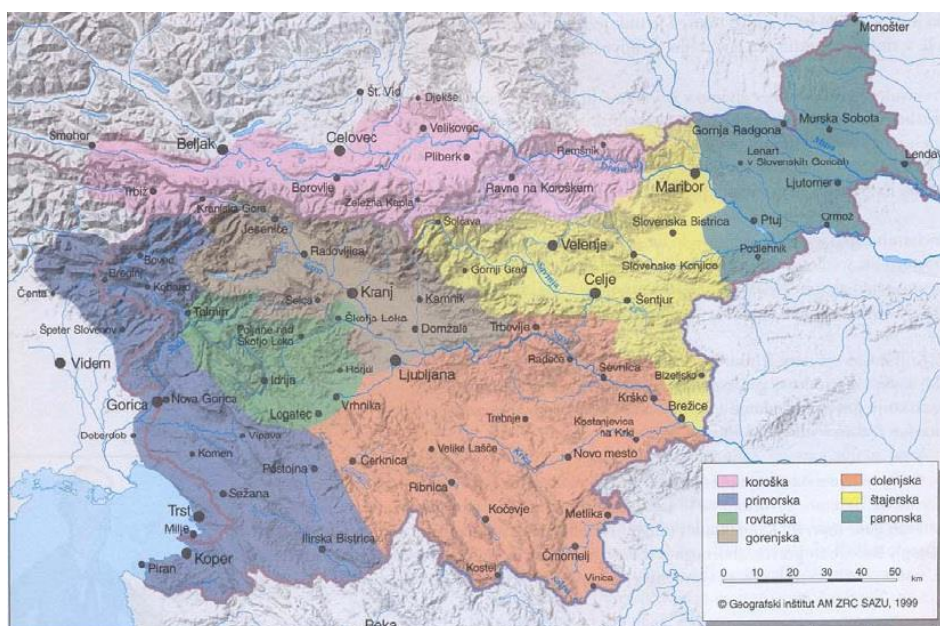 Monošter
Št. Vid
Djekše
Velikovec
Gornja Radgona
Murska Sobota
Šmohor
Beljak
Celovec
Pliberk
Remšnik
Drava
Lenart
v Slovenskih Goricah
Mura
Lendava
Trbiž
Borovlje
Ravne na Koroškem
Maribor
Ljutomer
Kranjska Gora
Železna Kapla
Solčava
Slovenska Bistrica
Ptuj
Ormož
Jesenice
Radovljica
Velenje
Podlehnik
Bovec
Breginj
Kobarid
Gornji Grad
Savinja
Slovenske Konjice
Čenta
Selca
Kranj
Kamnik
Celje
Šentjur
Tolmin
Škofja Loka
Domžale
Trbovlje
Špeter Slovenov
Poljane nad
Škofjo Loko
Videm
Idrija
Horjul
Ljubljana
Radeče
Sevnica
Bizeljsko
Gorica
Nova Gorica
Logatec
Vrhnika
Trebnje
Krško
Brežice
Kostanjevica
na Krki
Doberdob
Vipava
Komen
Postojna
Cerknica
Velike Lašče
Krka
Novo mesto
Sežana
Ribnica
Trst
Milje
Kočevje
Metlika
Koper
Ilirska Bistrica
Črnomelj
Piran
Kostel
Vinica
Reka
koroška
primorska
rovtarska
gorenjska
dolenjska
štajerska
panonska
0 10 20 30 40 50
km
© Geografski inštitut AM ZRC SAZU, 1999